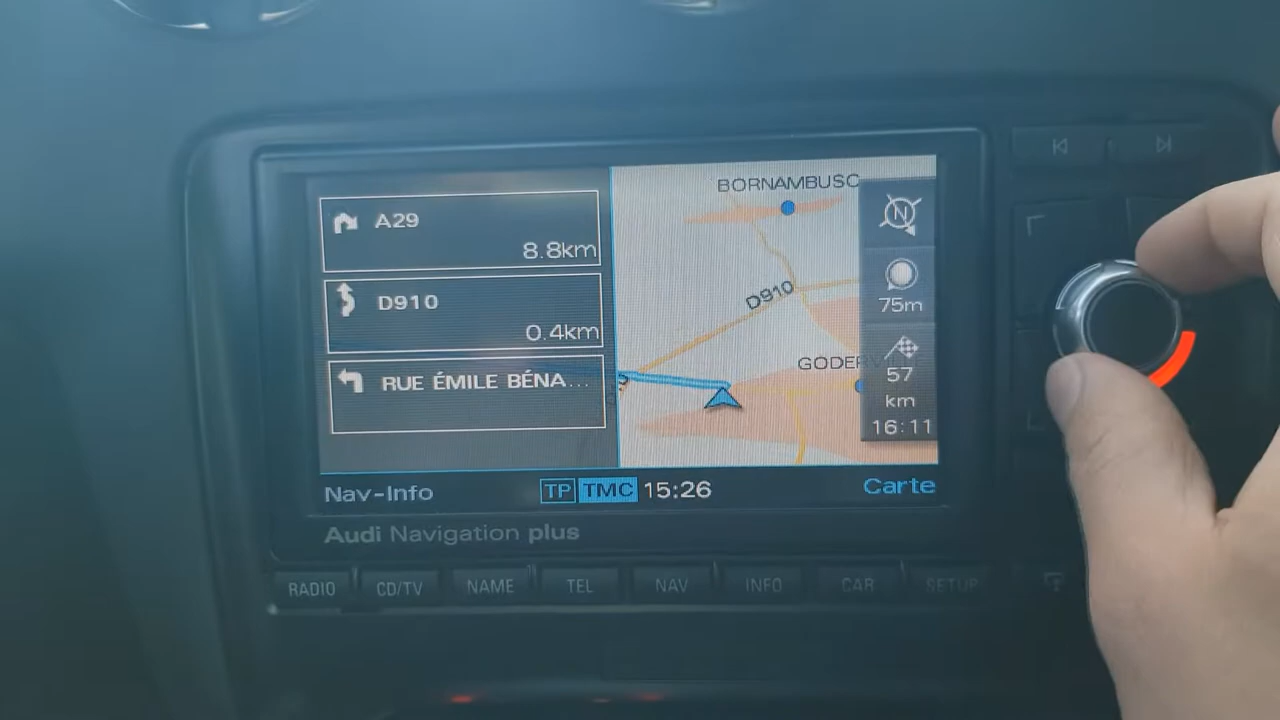 A29
8.8km
D910
0.4km
RUE ÉMILE BÉNA...
BORNAMBUSC
D910
GODERV
N
75m
57
km
16:11
Nav-Info
TP TMC 15:26
Carte
Audi Navigation plus
RADIO CD/TV NAME TEL NAV INFO CAR SETUP